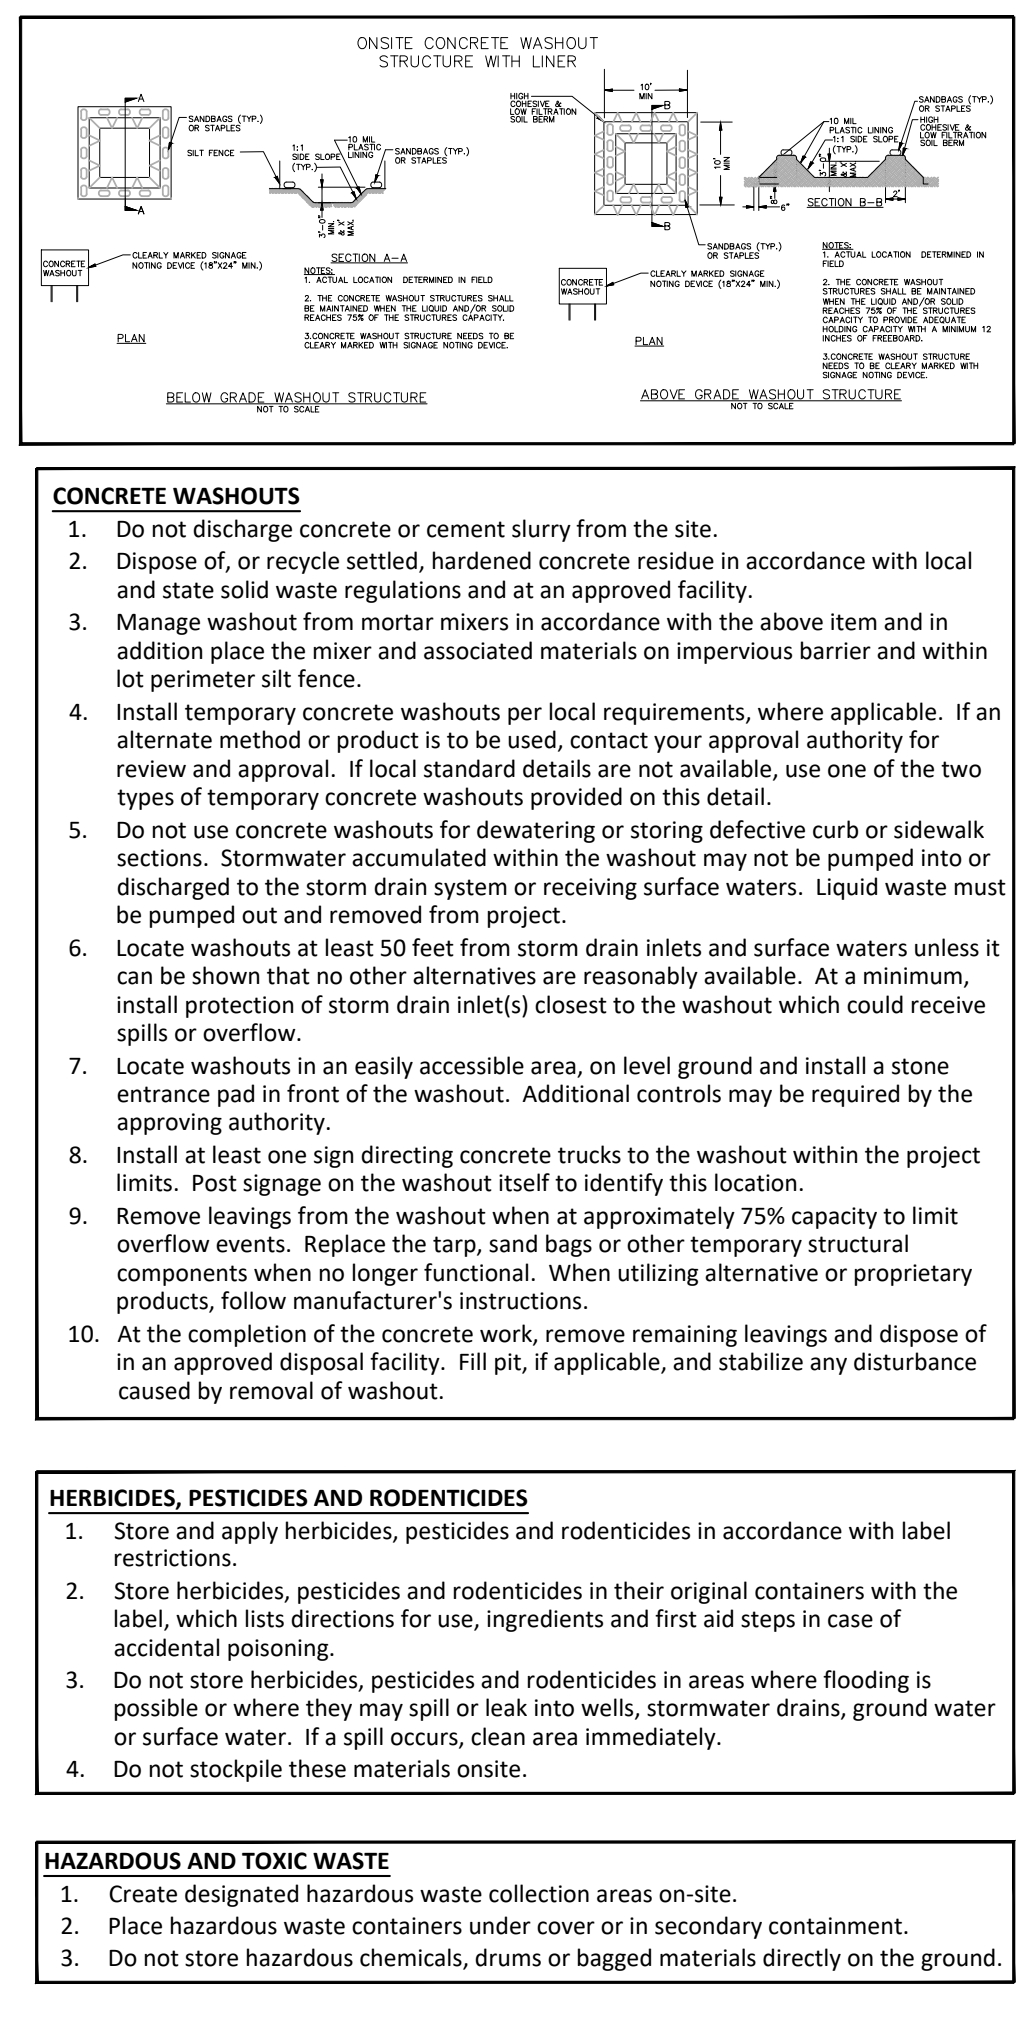 ONSITE CONCRETE WASHOUT
STRUCTURE WITH LINER
A
SANDBAGS (TYP.)
OR STAPLES
SILT FENCE
A
1:1
SIDE SLOPE
(TYP.)
10 MIL
PLASTIC
LINING
SANDBAGS (TYP.)
OR STAPLES
3'-0"
MIN.
& X'
MAX.
SECTION A-A
CONCRETE
WASHOUT
CLEARLY MARKED SIGNAGE
NOTING DEVICE (18"X24" MIN.)
PLAN
NOTES:
1. ACTUAL LOCATION DETERMINED IN FIELD
2. THE CONCRETE WASHOUT STRUCTURES SHALL
BE MAINTAINED WHEN THE LIQUID AND/OR SOLID
REACHES 75% OF THE STRUCTURES CAPACITY.
3.CONCRETE WASHOUT STRUCTURE NEEDS TO BE
CLEARY MARKED WITH SIGNAGE NOTING DEVICE.
BELOW GRADE WASHOUT STRUCTURE
NOT TO SCALE
HIGH
COHESIVE &
LOW FILTRATION
SOIL BERM
10'
MIN
B
10'
MIN
B
SANDBAGS (TYP.)
OR STAPLES
CONCRETE
WASHOUT
CLEARLY MARKED SIGNAGE
NOTING DEVICE (18"X24" MIN.)
PLAN
10 MIL
PLASTIC LINING
1:1 SIDE SLOPE
(TYP.)
SANDBAGS (TYP.)
OR STAPLES
HIGH
COHESIVE &
LOW FILTRATION
SOIL BERM
3'-0"
MIN.
& X'
MAX
8"
6"
2'
SECTION B-B
NOTES:
1. ACTUAL LOCATION DETERMINED IN
FIELD
2. THE CONCRETE WASHOUT
STRUCTURES SHALL BE MAINTAINED
WHEN THE LIQUID AND/OR SOLID
REACHES 75% OF THE STRUCTURES
CAPACITY TO PROVIDE ADEQUATE
HOLDING CAPACITY WITH A MINIMUM 12
INCHES OF FREEBOARD.
3.CONCRETE WASHOUT STRUCTURE
NEEDS TO BE CLEARY MARKED WITH
SIGNAGE NOTING DEVICE.
ABOVE GRADE WASHOUT STRUCTURE
NOT TO SCALE
CONCRETE WASHOUTS
1. Do not discharge concrete or cement slurry from the site.
2. Dispose of, or recycle settled, hardened concrete residue in accordance with local
and state solid waste regulations and at an approved facility.
3. Manage washout from mortar mixers in accordance with the above item and in
addition place the mixer and associated materials on impervious barrier and within
lot perimeter silt fence.
4. Install temporary concrete washouts per local requirements, where applicable. If an
alternate method or product is to be used, contact your approval authority for
review and approval. If local standard details are not available, use one of the two
types of temporary concrete washouts provided on this detail.
5. Do not use concrete washouts for dewatering or storing defective curb or sidewalk
sections. Stormwater accumulated within the washout may not be pumped into or
discharged to the storm drain system or receiving surface waters. Liquid waste must
be pumped out and removed from project.
6. Locate washouts at least 50 feet from storm drain inlets and surface waters unless it
can be shown that no other alternatives are reasonably available. At a minimum,
install protection of storm drain inlet(s) closest to the washout which could receive
spills or overflow.
7. Locate washouts in an easily accessible area, on level ground and install a stone
entrance pad in front of the washout. Additional controls may be required by the
approving authority.
8. Install at least one sign directing concrete trucks to the washout within the project
limits. Post signage on the washout itself to identify this location.
9. Remove leavings from the washout when at approximately 75% capacity to limit
overflow events. Replace the tarp, sand bags or other temporary structural
components when no longer functional. When utilizing alternative or proprietary
products, follow manufacturer's instructions.
10. At the completion of the concrete work, remove remaining leavings and dispose of
in an approved disposal facility. Fill pit, if applicable, and stabilize any disturbance
caused by removal of washout.
HERBICIDES, PESTICIDES AND RODENTICIDES
1. Store and apply herbicides, pesticides and rodenticides in accordance with label
restrictions.
2. Store herbicides, pesticides and rodenticides in their original containers with the
label, which lists directions for use, ingredients and first aid steps in case of
accidental poisoning.
3. Do not store herbicides, pesticides and rodenticides in areas where flooding is
possible or where they may spill or leak into wells, stormwater drains, ground water
or surface water. If a spill occurs, clean area immediately.
4. Do not stockpile these materials onsite.
HAZARDOUS AND TOXIC WASTE
1. Create designated hazardous waste collection areas on-site.
2. Place hazardous waste containers under cover or in secondary containment.
3. Do not store hazardous chemicals, drums or bagged materials directly on the ground.